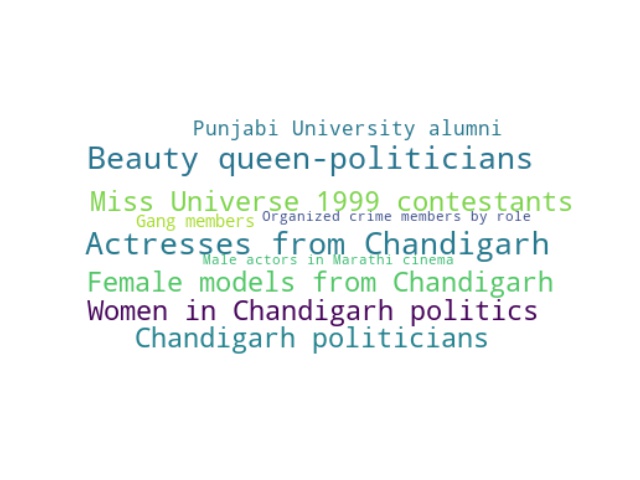 Punjabi University alumni
Beauty queen-politicians
Miss Universe 1999 contestants
Gang members
Organized crime members by role
Actresses from Chandigarh
Male actors in Marathi cinema
Female models from Chandigarh
Women in Chandigarh politics
Chandigarh politicians